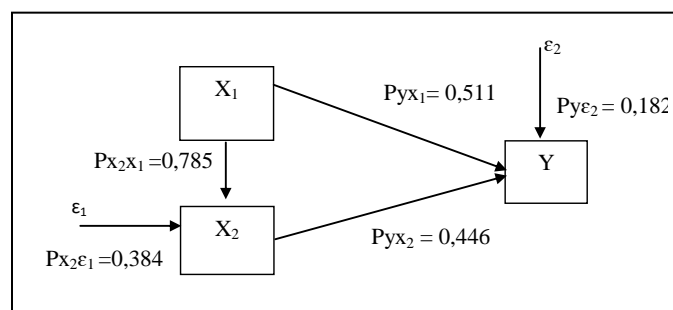 ε₂
X₁
Pyx₁= 0,511
Pyε₂ = 0,182
Px₂x₁=0,785
Y
ε₁
X₂
Pyx₂ = 0,446
Px₂ε₁=0,384